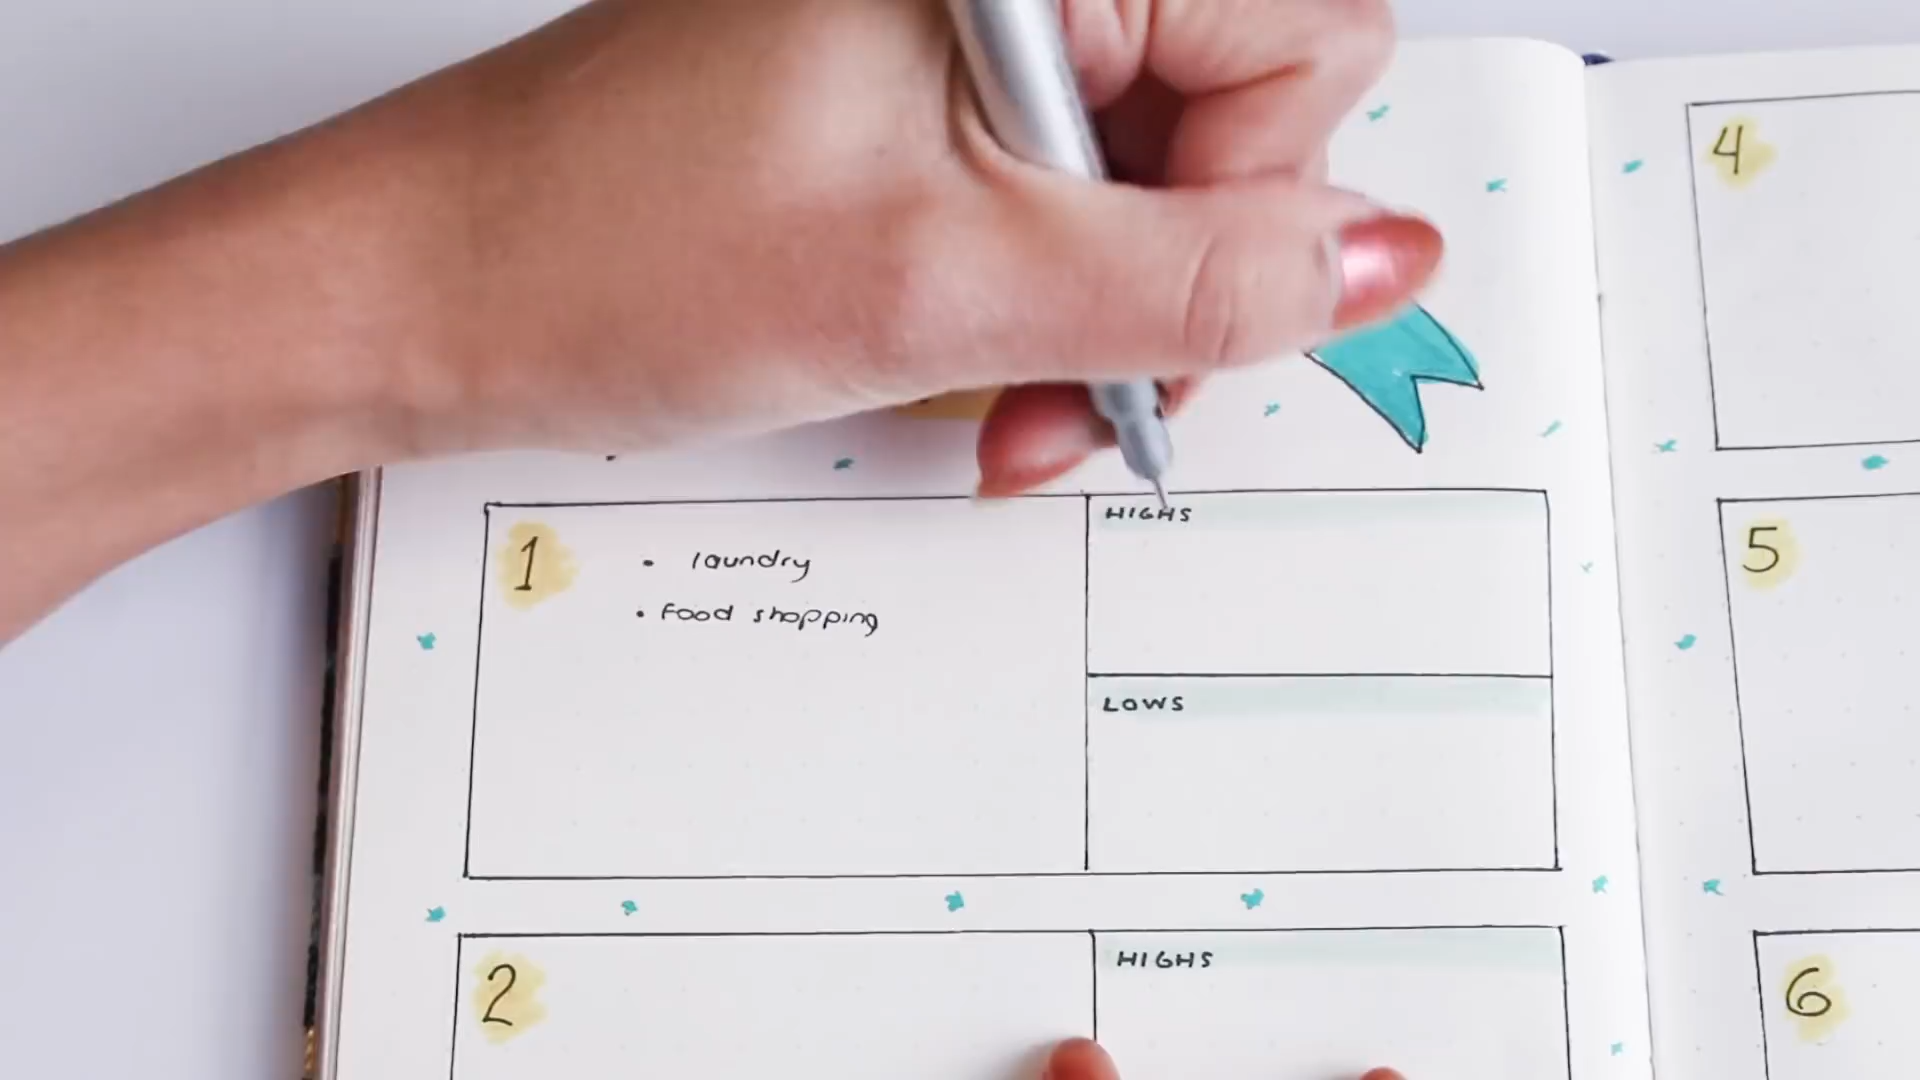 1
• laundry
• food shopping
HIGHS
LOWS
2
HIGHS
4
5
6